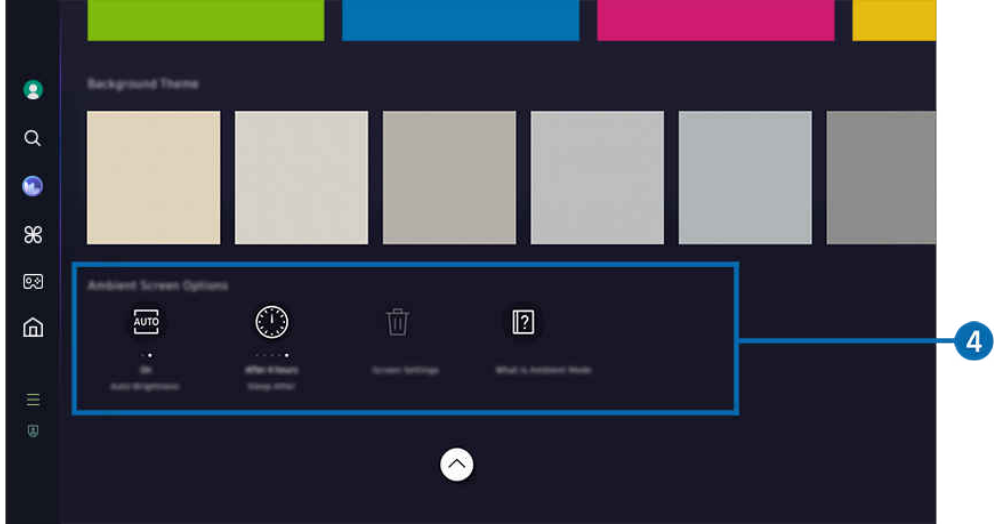 Background Theme
Ambient Screen Options
AUTO
?
On
After 8 hours
Auto Brightness
Sleep After
Screen Settings
What is Ambient Mode
4